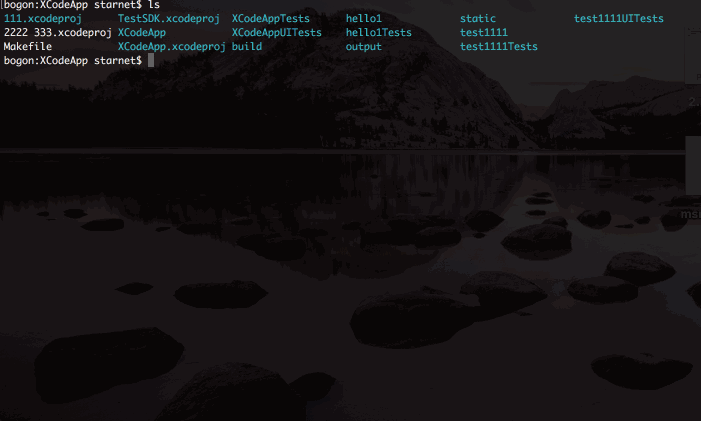 [bogon:XCodeApp starnet$ ls
111.xcodeproj TestSDK.xcodeproj XCodeAppTests hello1 static test1111UITests
2222 333.xcodeproj XCodeApp XCodeAppUITests hello1Tests test1111
Makefile XCodeApp.xcodeproj build output test1111Tests
bogon:XCodeApp starnet$